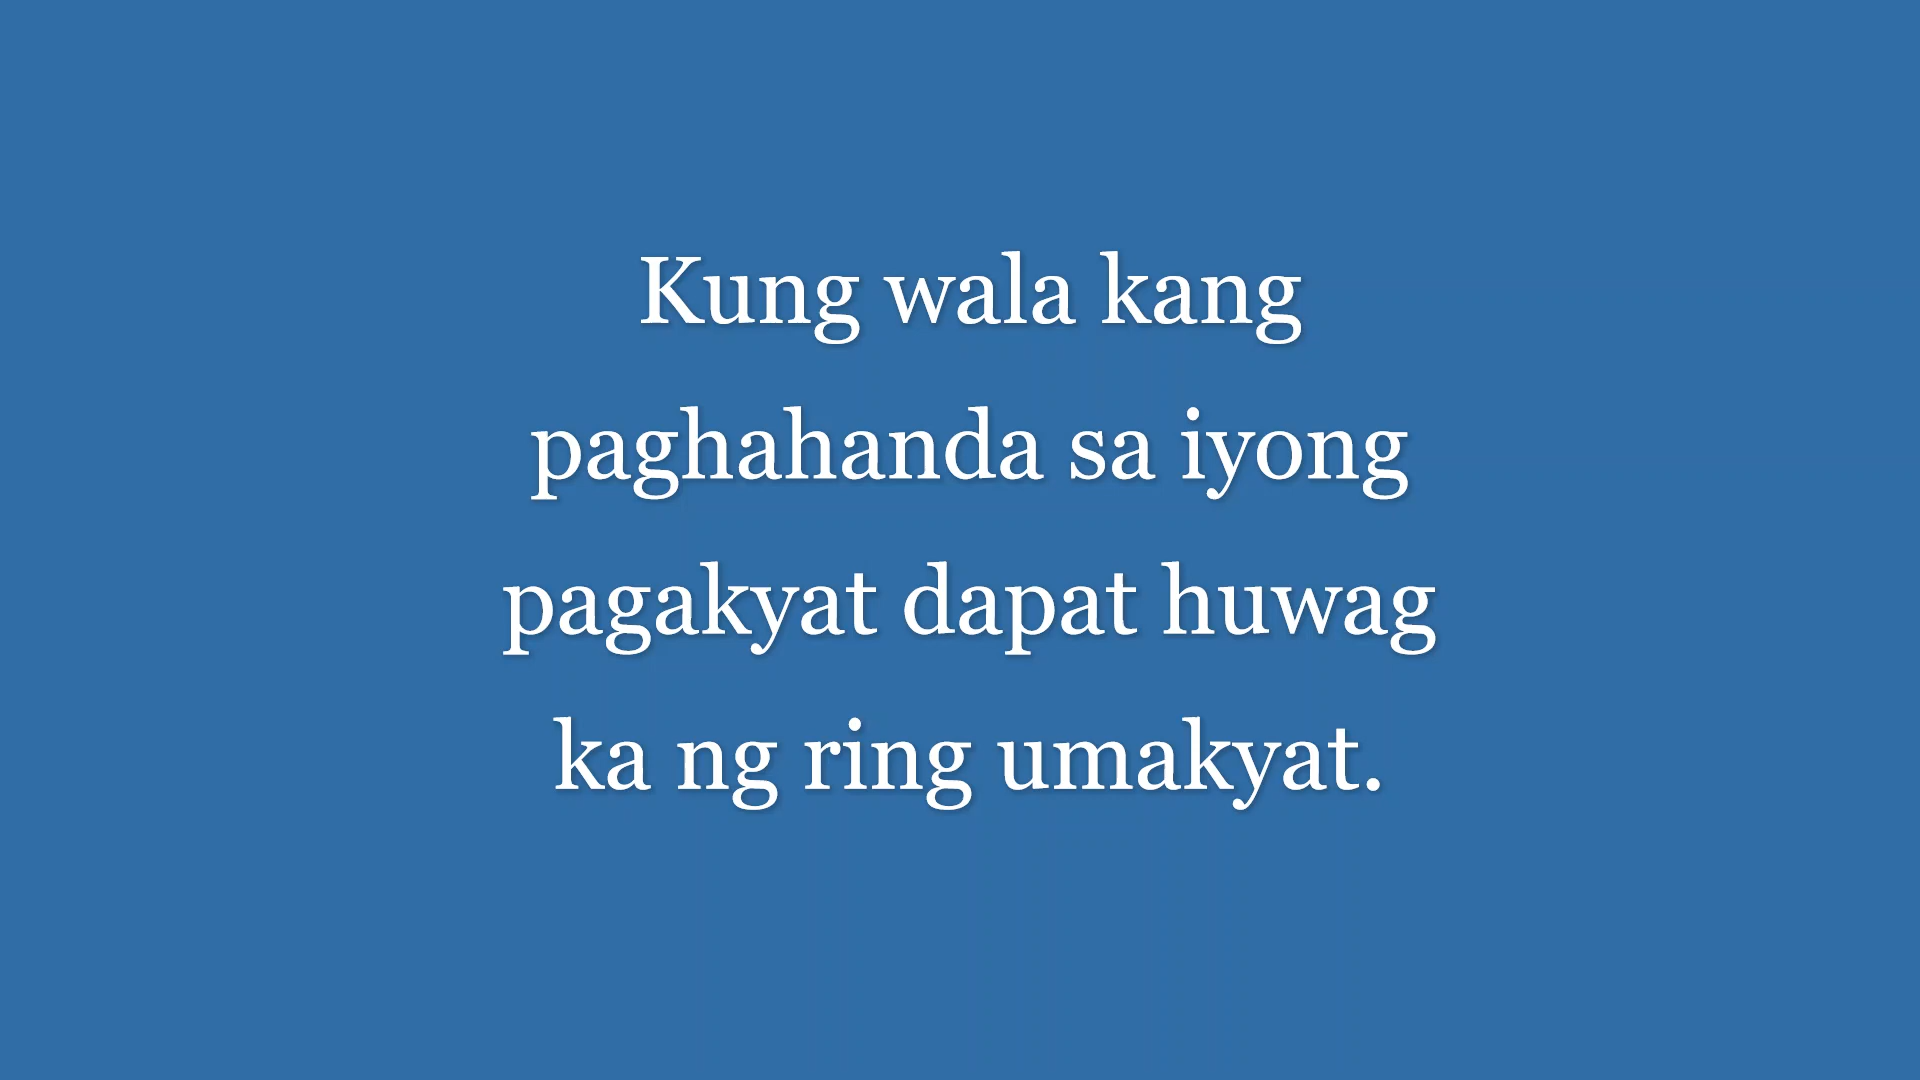 Kung wala kang
paghahanda sa iyong
pagakyat dapat huwag
ka ng ring umakyat.